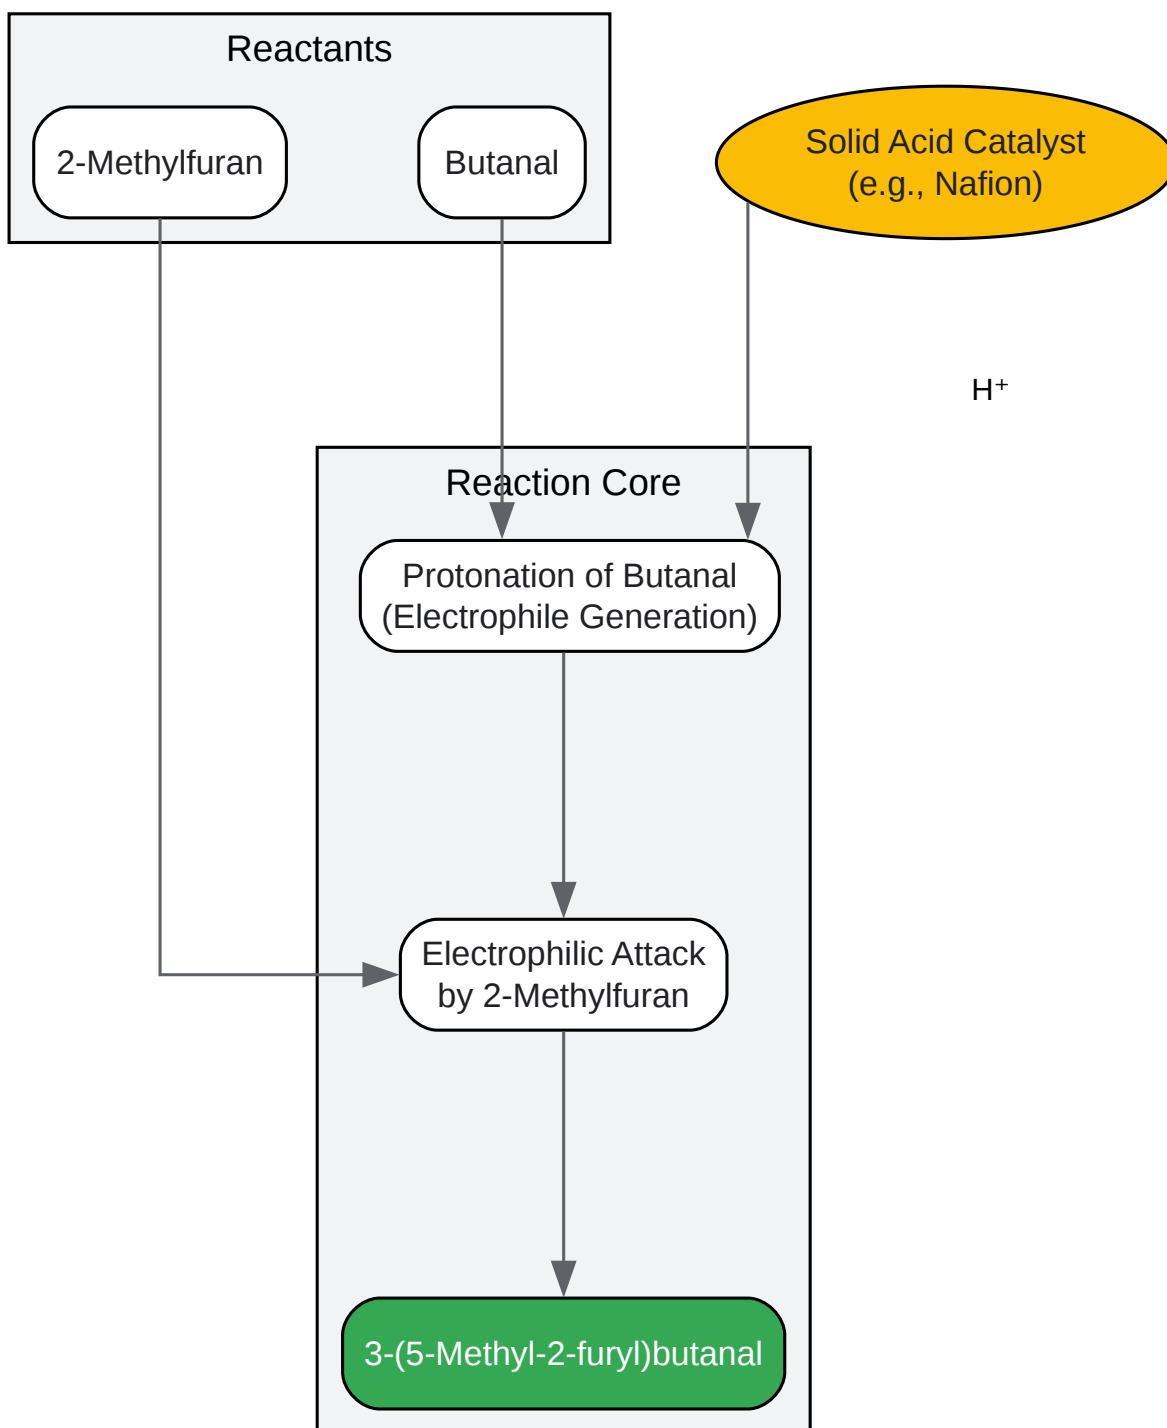 Reactants
2-Methylfuran
Butanal
Solid Acid Catalyst
(e.g., Nafion)
H⁺
Reaction Core
Protonation of Butanal
(Electrophile Generation)
Electrophilic Attack
by 2-Methylfuran
3-(5-Methyl-2-furyl)butanal